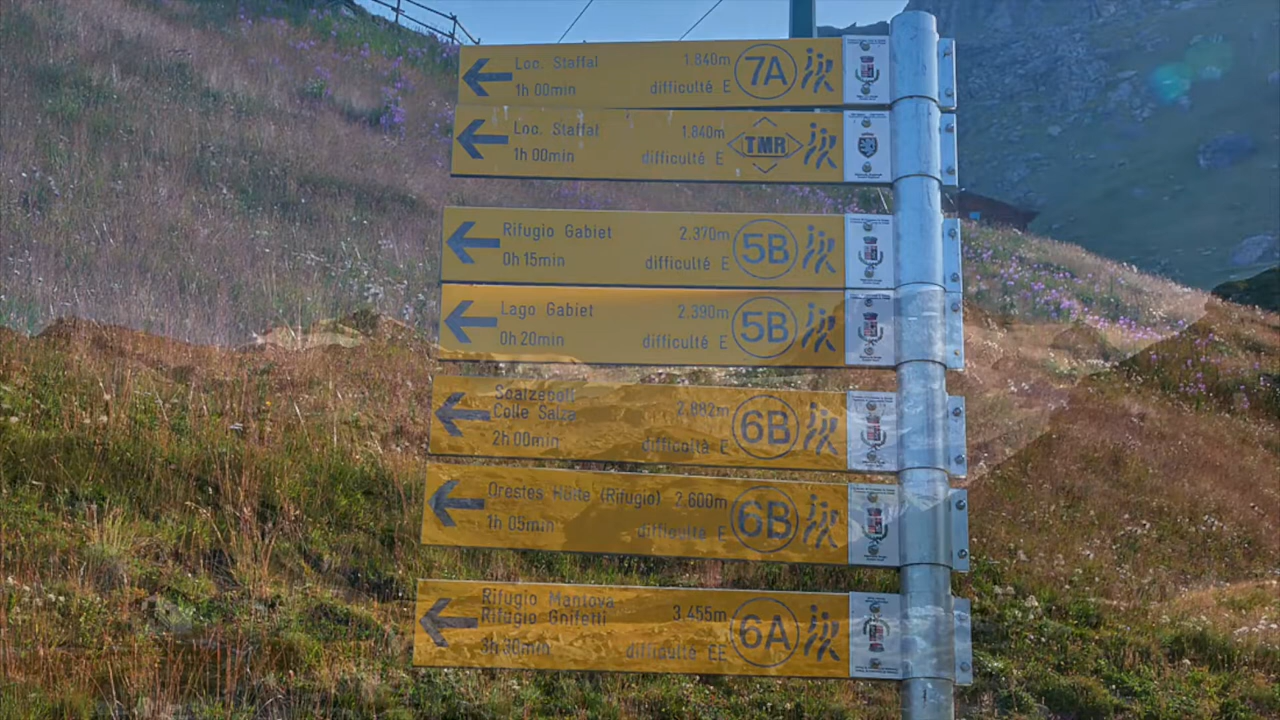 Loc. Staffal 1.840m 7A
1h 00min difficulté E
Loc. Staffal 1.840m TMR
1h 00min difficulté E
Rifugio Gabiet 2.370m 5B
0h 15min difficulté E
Lago Gabiet 2.390m 5B
0h 20min difficulté E
Colle Salza 2.882m 6B
2h 00min difficulté E
Orestes Hütte (Rifugio) 2.600m 6B
1h 05min difficulté E
Rifugio Mantova
Rifugio Gnifetti 3.455m 6A
difficulté EE